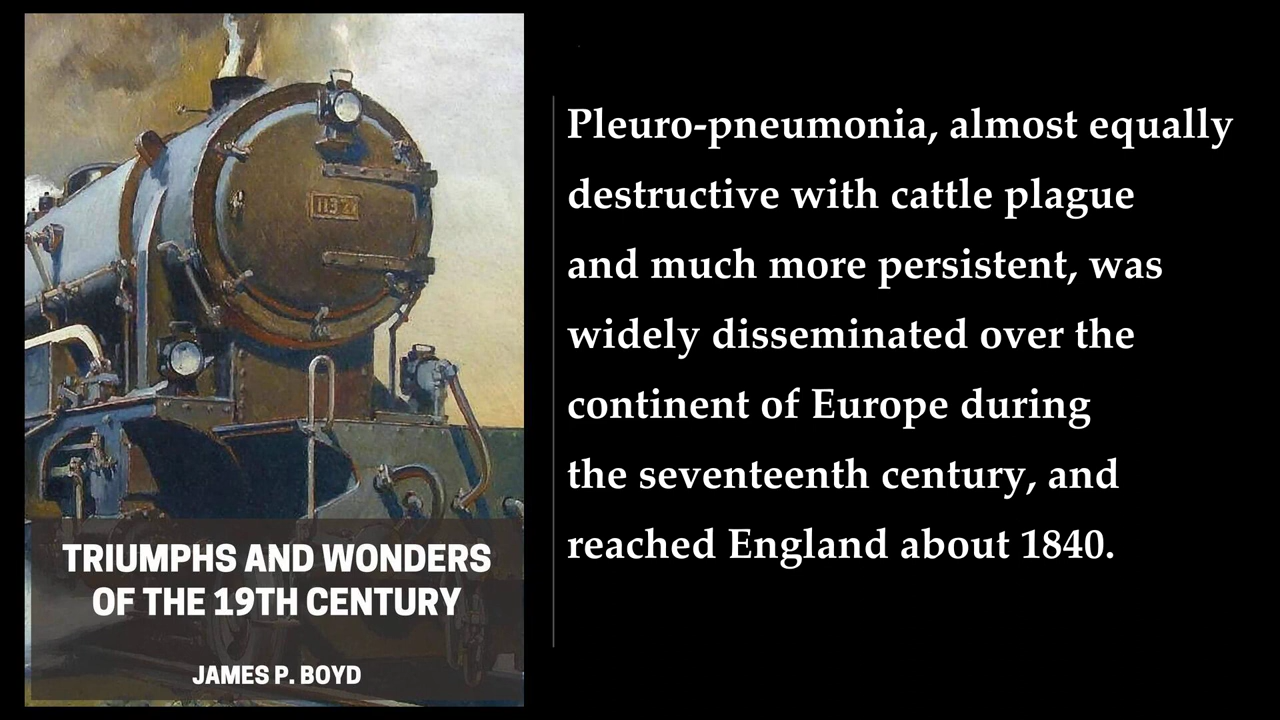 1132
TRIUMPHS AND WONDERS
OF THE 19TH CENTURY
JAMES P. BOYD
Pleuro-pneumonia, almost equally
destructive with cattle plague
and much more persistent, was
widely disseminated over the
continent of Europe during
the seventeenth century, and
reached England about 1840.